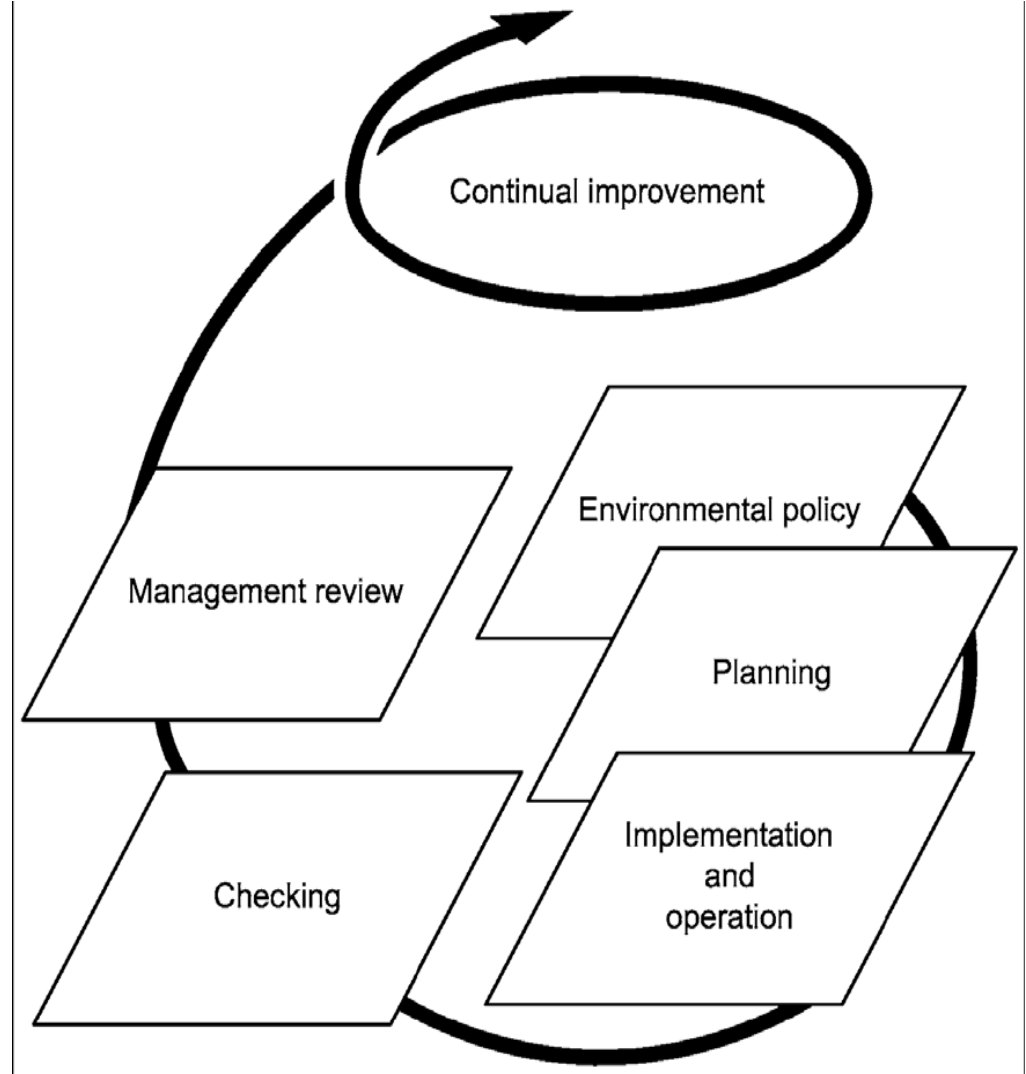 Continual improvement
Environmental policy
Management review
Planning
Implementation
and
operation
Checking